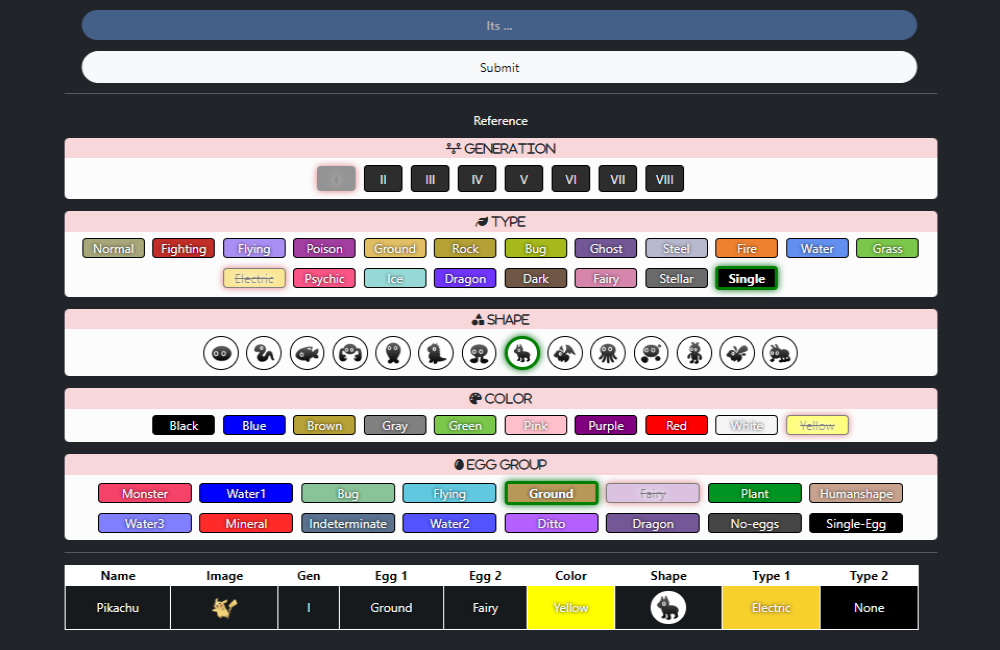 Its ...
Submit
Reference
GENERATION
I II III IV V VI VII VIII
TYPE
Normal Fighting Flying Poison Ground Rock Bug Ghost Steel Fire Water Grass
Electric Psychic Ice Dragon Dark Fairy Stellar Single
SHAPE
COLOR
Black Blue Brown Gray Green Pink Purple Red White Yellow
EGG GROUP
Monster Water1 Bug Flying Ground Fairy Plant Humanshape
Water3 Mineral Indeterminate Water2 Ditto Dragon No-eggs Single-Egg
Name Image Gen Egg 1 Egg 2 Color Shape Type 1 Type 2
Pikachu I Ground Fairy Yellow Electric None